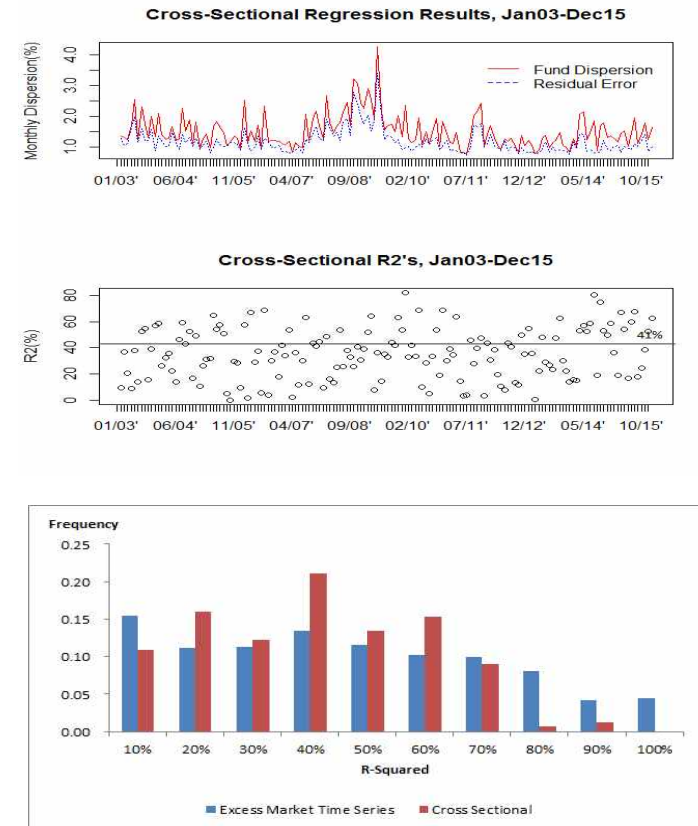 Cross-Sectional Regression Results, Jan03-Dec15
Monthly Dispersion(%)
4.0
3.0
2.0
1.0
Fund Dispersion
Residual Error
01/03' 06/04' 11/05' 04/07' 09/08' 02/10' 07/11' 12/12' 05/14' 10/15'
Cross-Sectional R2's, Jan03-Dec15
R2(%)
80
60
40
20
0
41%
01/03' 06/04' 11/05' 04/07' 09/08' 02/10' 07/11' 12/12' 05/14' 10/15'
Frequency
0.25
0.20
0.15
0.10
0.05
0.00
10% 20% 30% 40% 50% 60% 70% 80% 90% 100%
R-Squared
Excess Market Time Series Cross Sectional